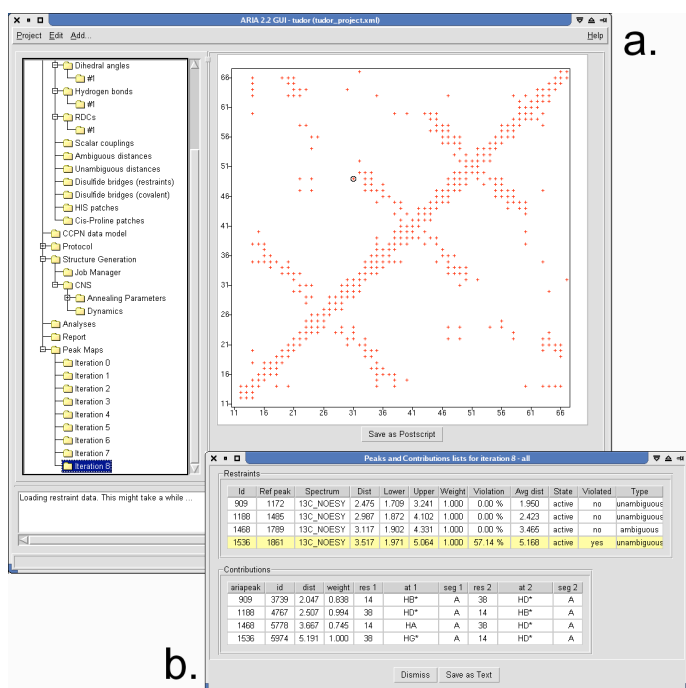 ARIA 2.2 GUI - tudor (tudor_project.xml)
Project Edit Add... Help
a.
Dihedral angles
#1
Hydrogen bonds
#1
RDCs
#1
Scalar couplings
Ambiguous distances
Unambiguous distances
Disulfide bridges (restraints)
Disulfide bridges (covalent)
HIS patches
Cis-Proline patches
CCPN data model
Protocol
Structure Generation
Job Manager
CNS
Annealing Parameters
Dynamics
Analyses
Report
Peak Maps
Iteration 0
Iteration 1
Iteration 2
Iteration 3
Iteration 4
Iteration 5
Iteration 6
Iteration 7
Iteration 8
66
61
56
51
46
41
36
31
26
21
16
11
11 16 21 26 31 36 41 46 51 56 61 66
Save as Postscript
Loading restraint data. This might take a while ...
Peaks and Contributions lists for iteration 8 - all
Restraints
Id Ref peak Spectrum Dist Lower Upper Weight Violation Avg dist State Violated Type
909 1172 13C_NOESY 2.475 1.709 3.241 1.000 0.00 % 1.950 active no unambiguous
1188 1485 13C_NOESY 2.987 1.872 4.102 1.000 0.00 % 2.423 active no unambiguous
1468 1789 13C_NOESY 3.117 1.902 4.331 1.000 0.00 % 3.465 active no ambiguous
1536 1861 13C_NOESY 3.517 1.971 5.064 1.000 57.14 % 5.168 active yes unambiguous
Contributions
ariapeak id dist weight res 1 at 1 seg 1 res 2 at 2 seg 2
909 3739 2.047 0.838 14 HB* A 38 HD* A
1188 4767 2.507 0.994 38 HD* A 14 HB* A
1468 5778 3.667 0.745 14 HA A 38 HD* A
1536 5974 5.191 1.000 38 HG* A 14 HD* A
Dismiss Save as Text
b.